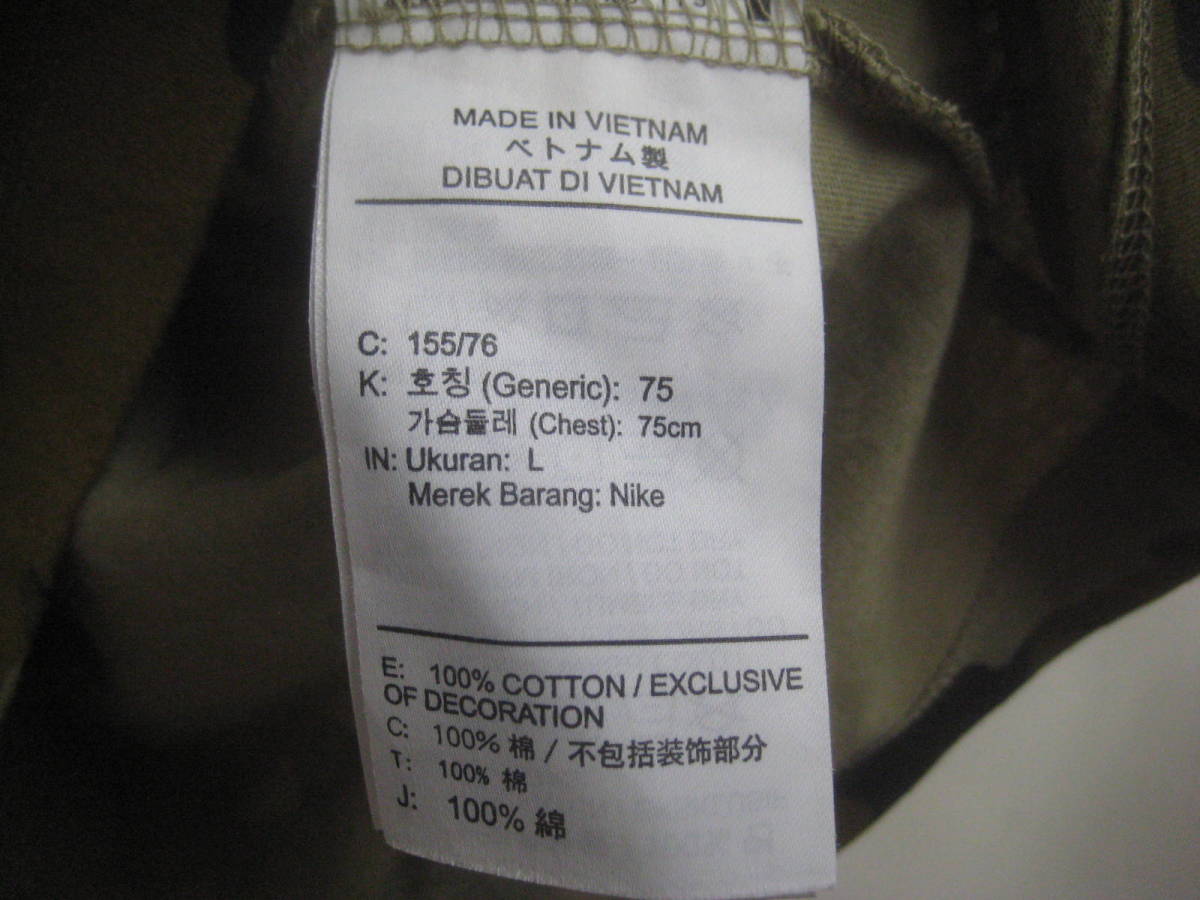 MADE IN VIETNAM
ベトナム製
DIBUAT DI VIETNAM
C: 155/76
K: 호칭 (Generic): 75
가슴둘레 (Chest): 75cm
IN: Ukuran: L
Merek Barang: Nike
E: 100% COTTON / EXCLUSIVE
OF DECORATION
C: 100% 棉 / 不包括装饰部分
T: 100% 棉
J: 100% 綿